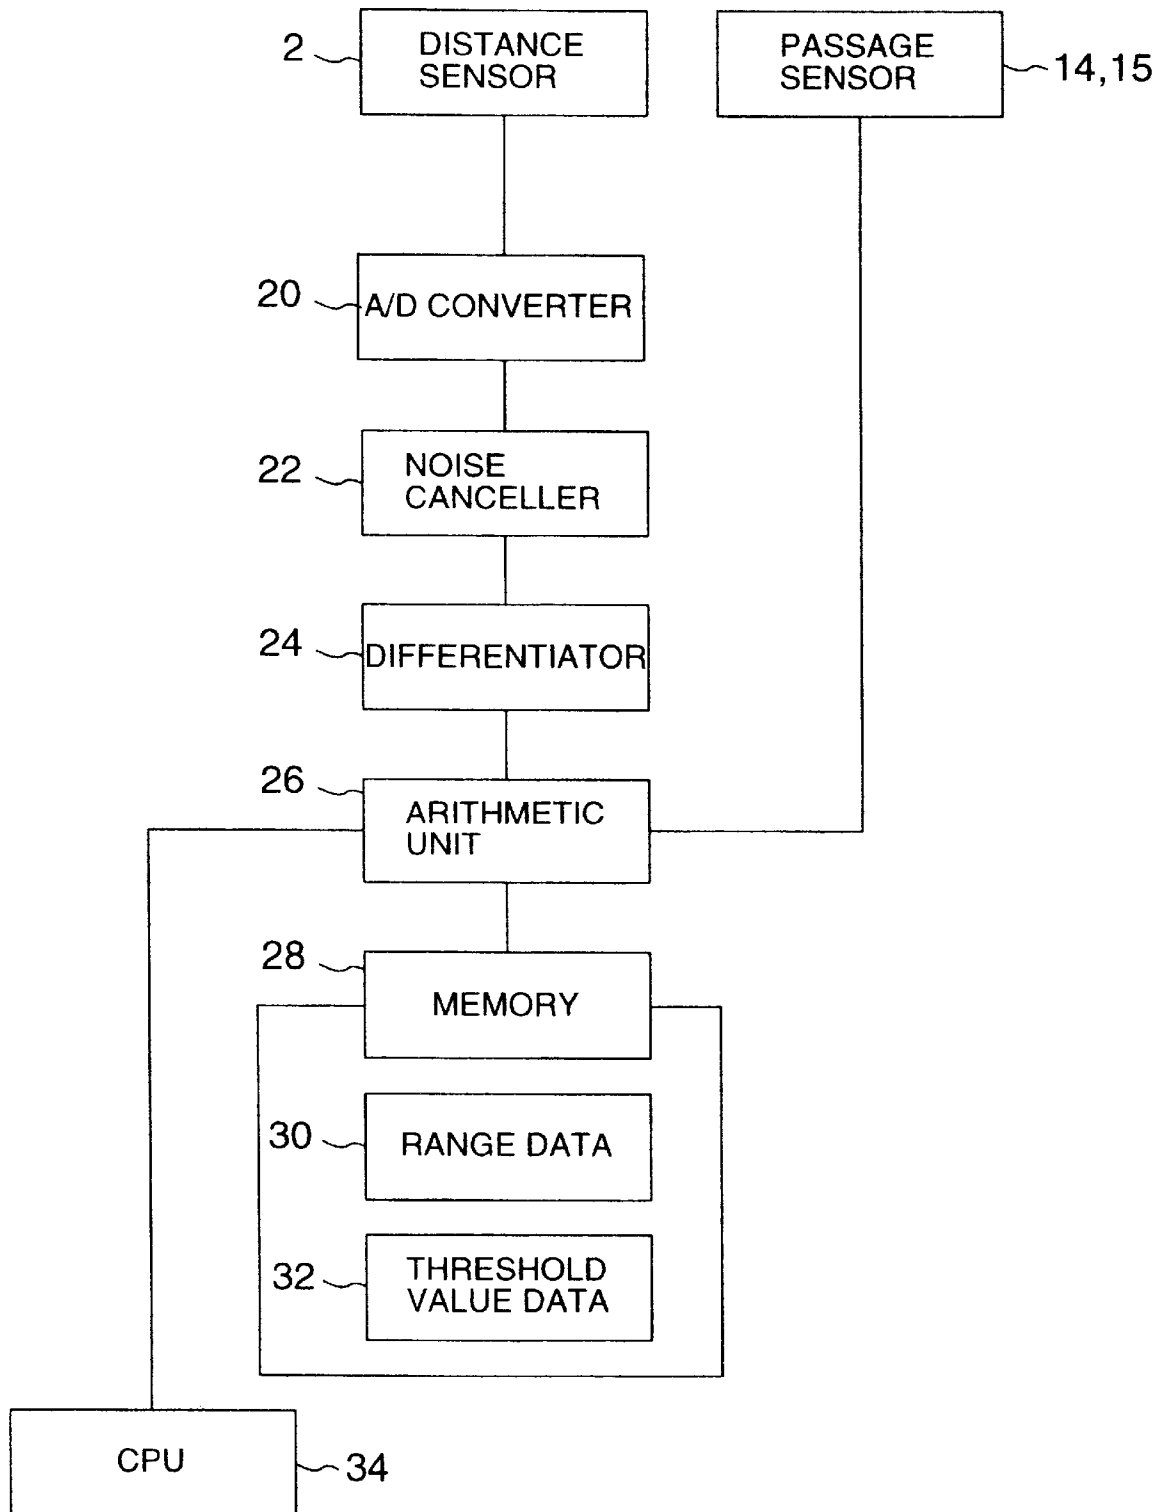 2
DISTANCE
SENSOR
PASSAGE
SENSOR
14,15
20
A/D CONVERTER
22
NOISE
CANCELLER
24
DIFFERENTIATOR
26
ARITHMETIC
UNIT
28
MEMORY
30
RANGE DATA
32
THRESHOLD
VALUE DATA
CPU
34